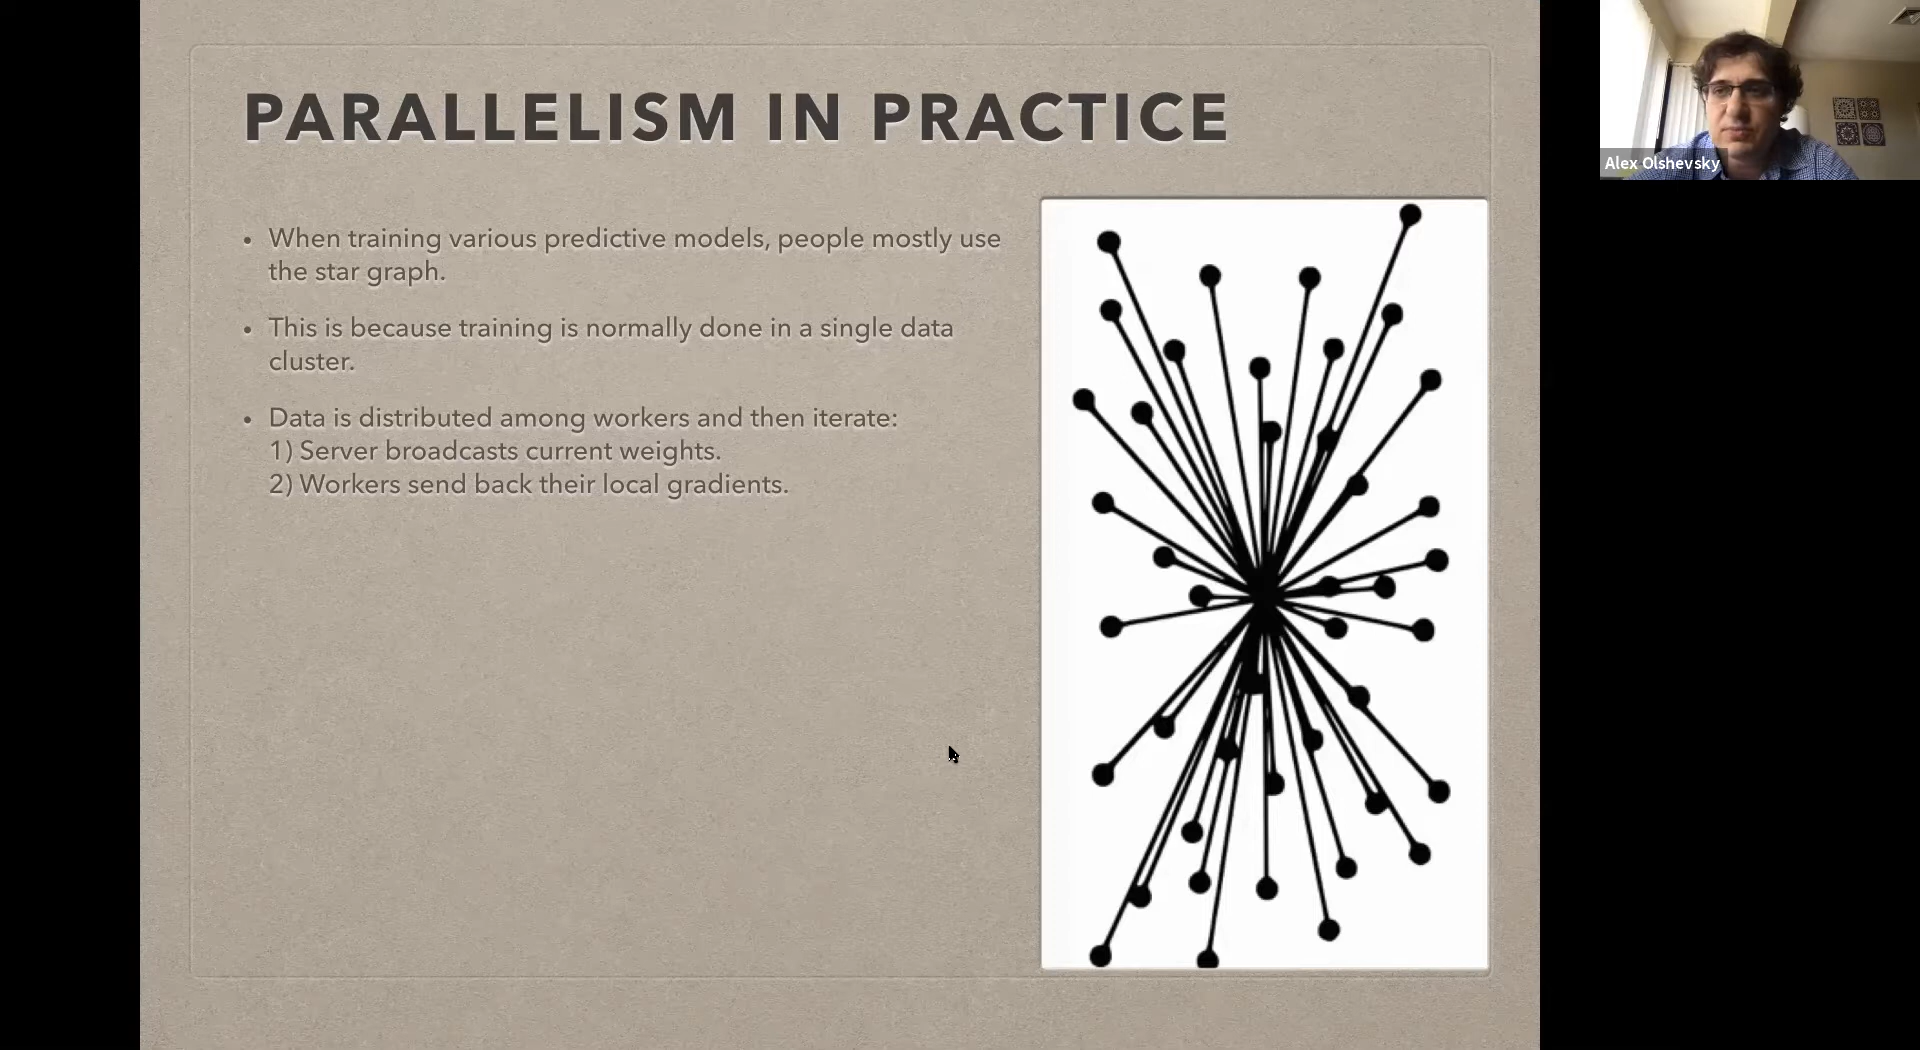 PARALLELISM IN PRACTICE
• When training various predictive models, people mostly use
the star graph.
• This is because training is normally done in a single data
cluster.
• Data is distributed among workers and then iterate:
1) Server broadcasts current weights.
2) Workers send back their local gradients.
Alex Olshevsky